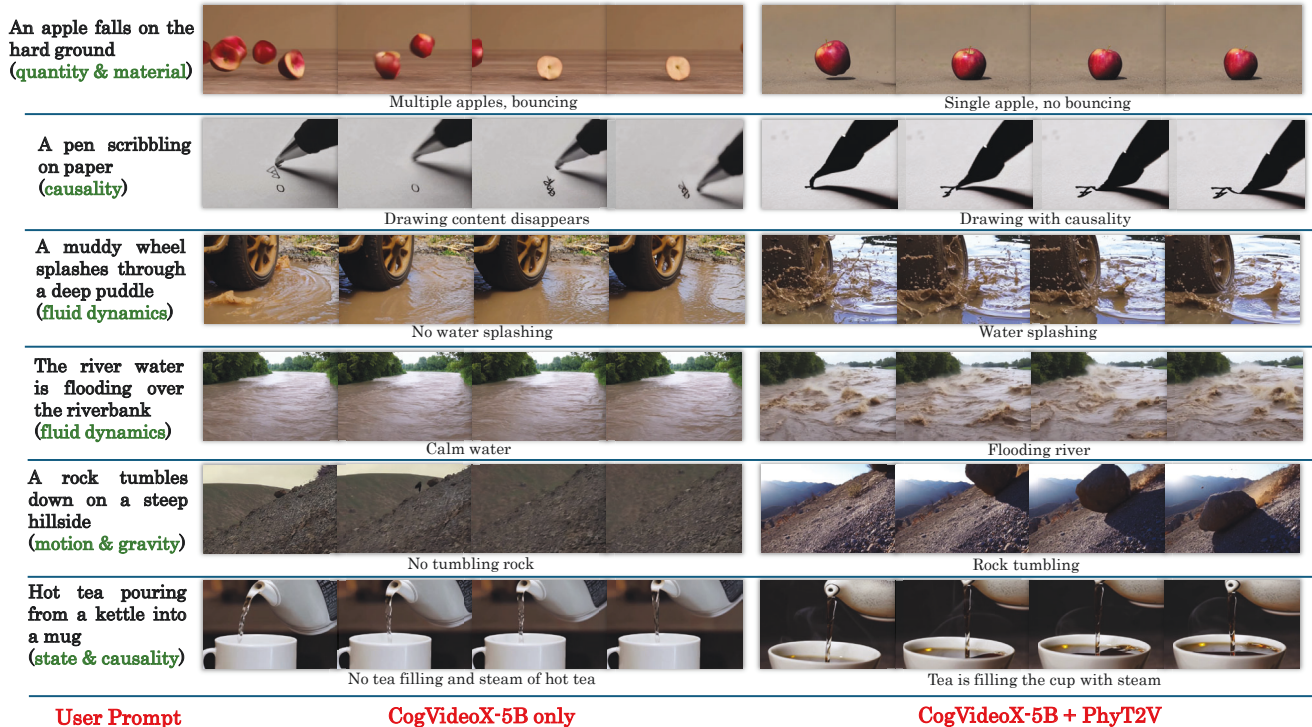 An apple falls on the
hard ground
(quantity & material)
Multiple apples, bouncing
Single apple, no bouncing
A pen scribbling
on paper
(causality)
Drawing content disappears
Drawing with causality
A muddy wheel
splashes through
a deep puddle
(fluid dynamics)
No water splashing
Water splashing
The river water
is flooding over
the riverbank
(fluid dynamics)
Calm water
Flooding river
A rock tumbles
down on a steep
hillside
(motion & gravity)
No tumbling rock
Rock tumbling
Hot tea pouring
from a kettle into
a mug
(state & causality)
No tea filling and steam of hot tea
Tea is filling the cup with steam
User Prompt
CogVideoX-5B only
CogVideoX-5B + PhyT2V